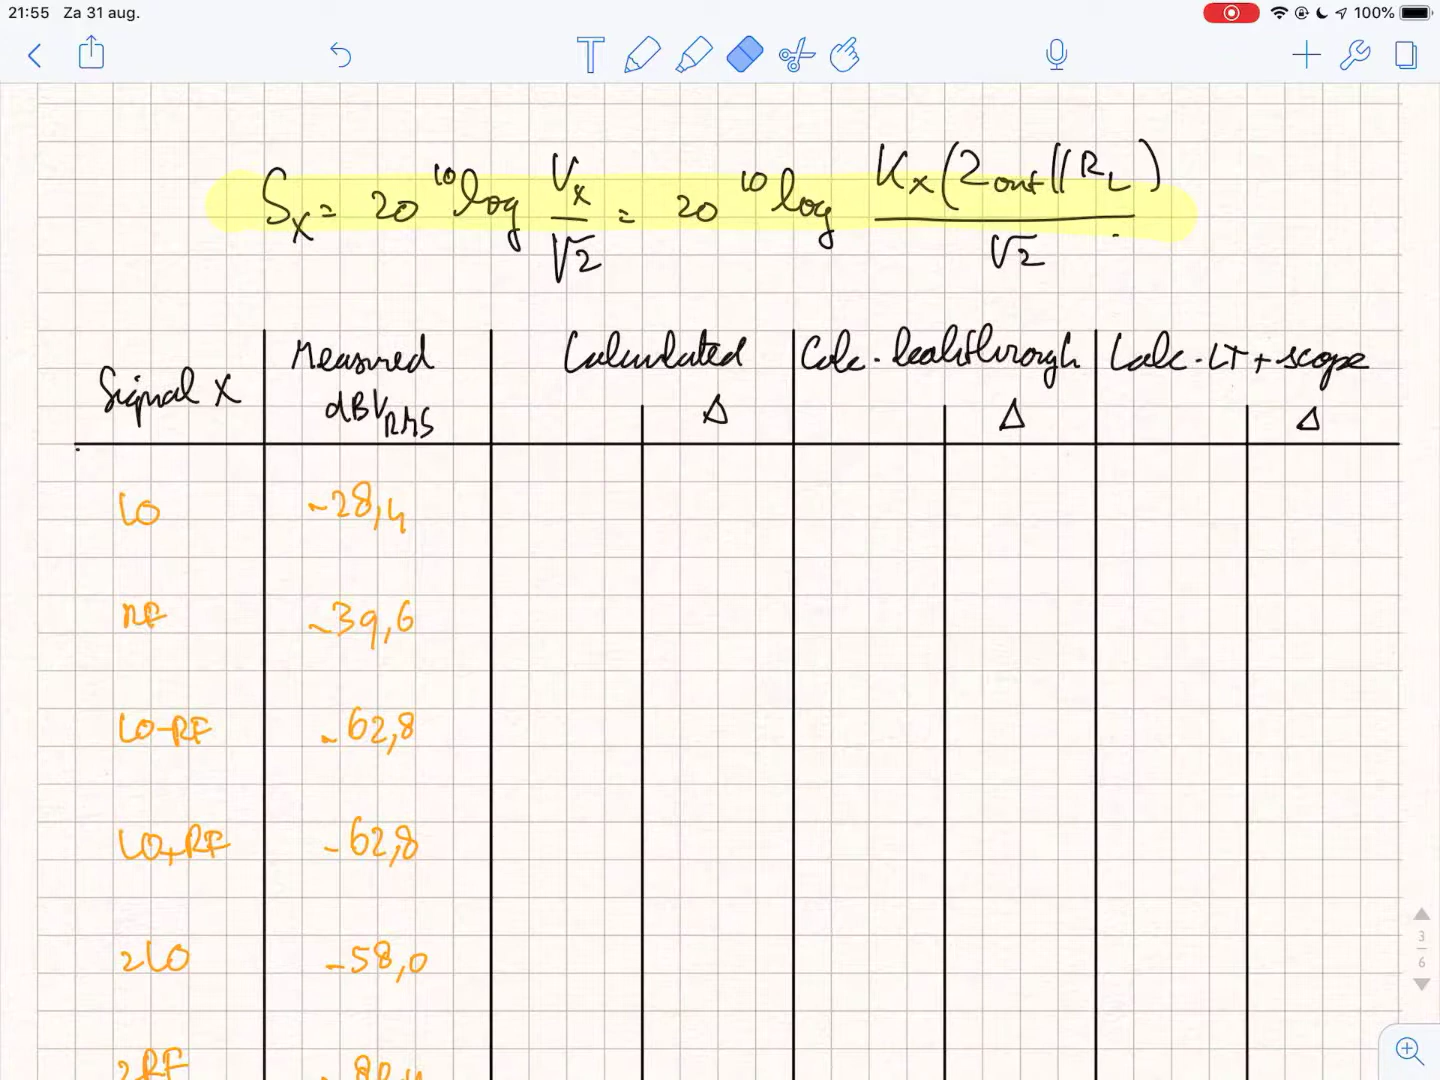 21:55 Za 31 aug. 100%
Sx = 20 ¹⁰log Vx/√2 = 20 ¹⁰log Kx(Zout||RL)/√2
Signal X Measured dBVRMS Calculated Δ Calc. leakthrough Δ Calc. LT + scope Δ
LO -28,4
RF -39,6
LO-RF -62,8
LO+RF -62,8
2LO -58,0
2RF
3
6